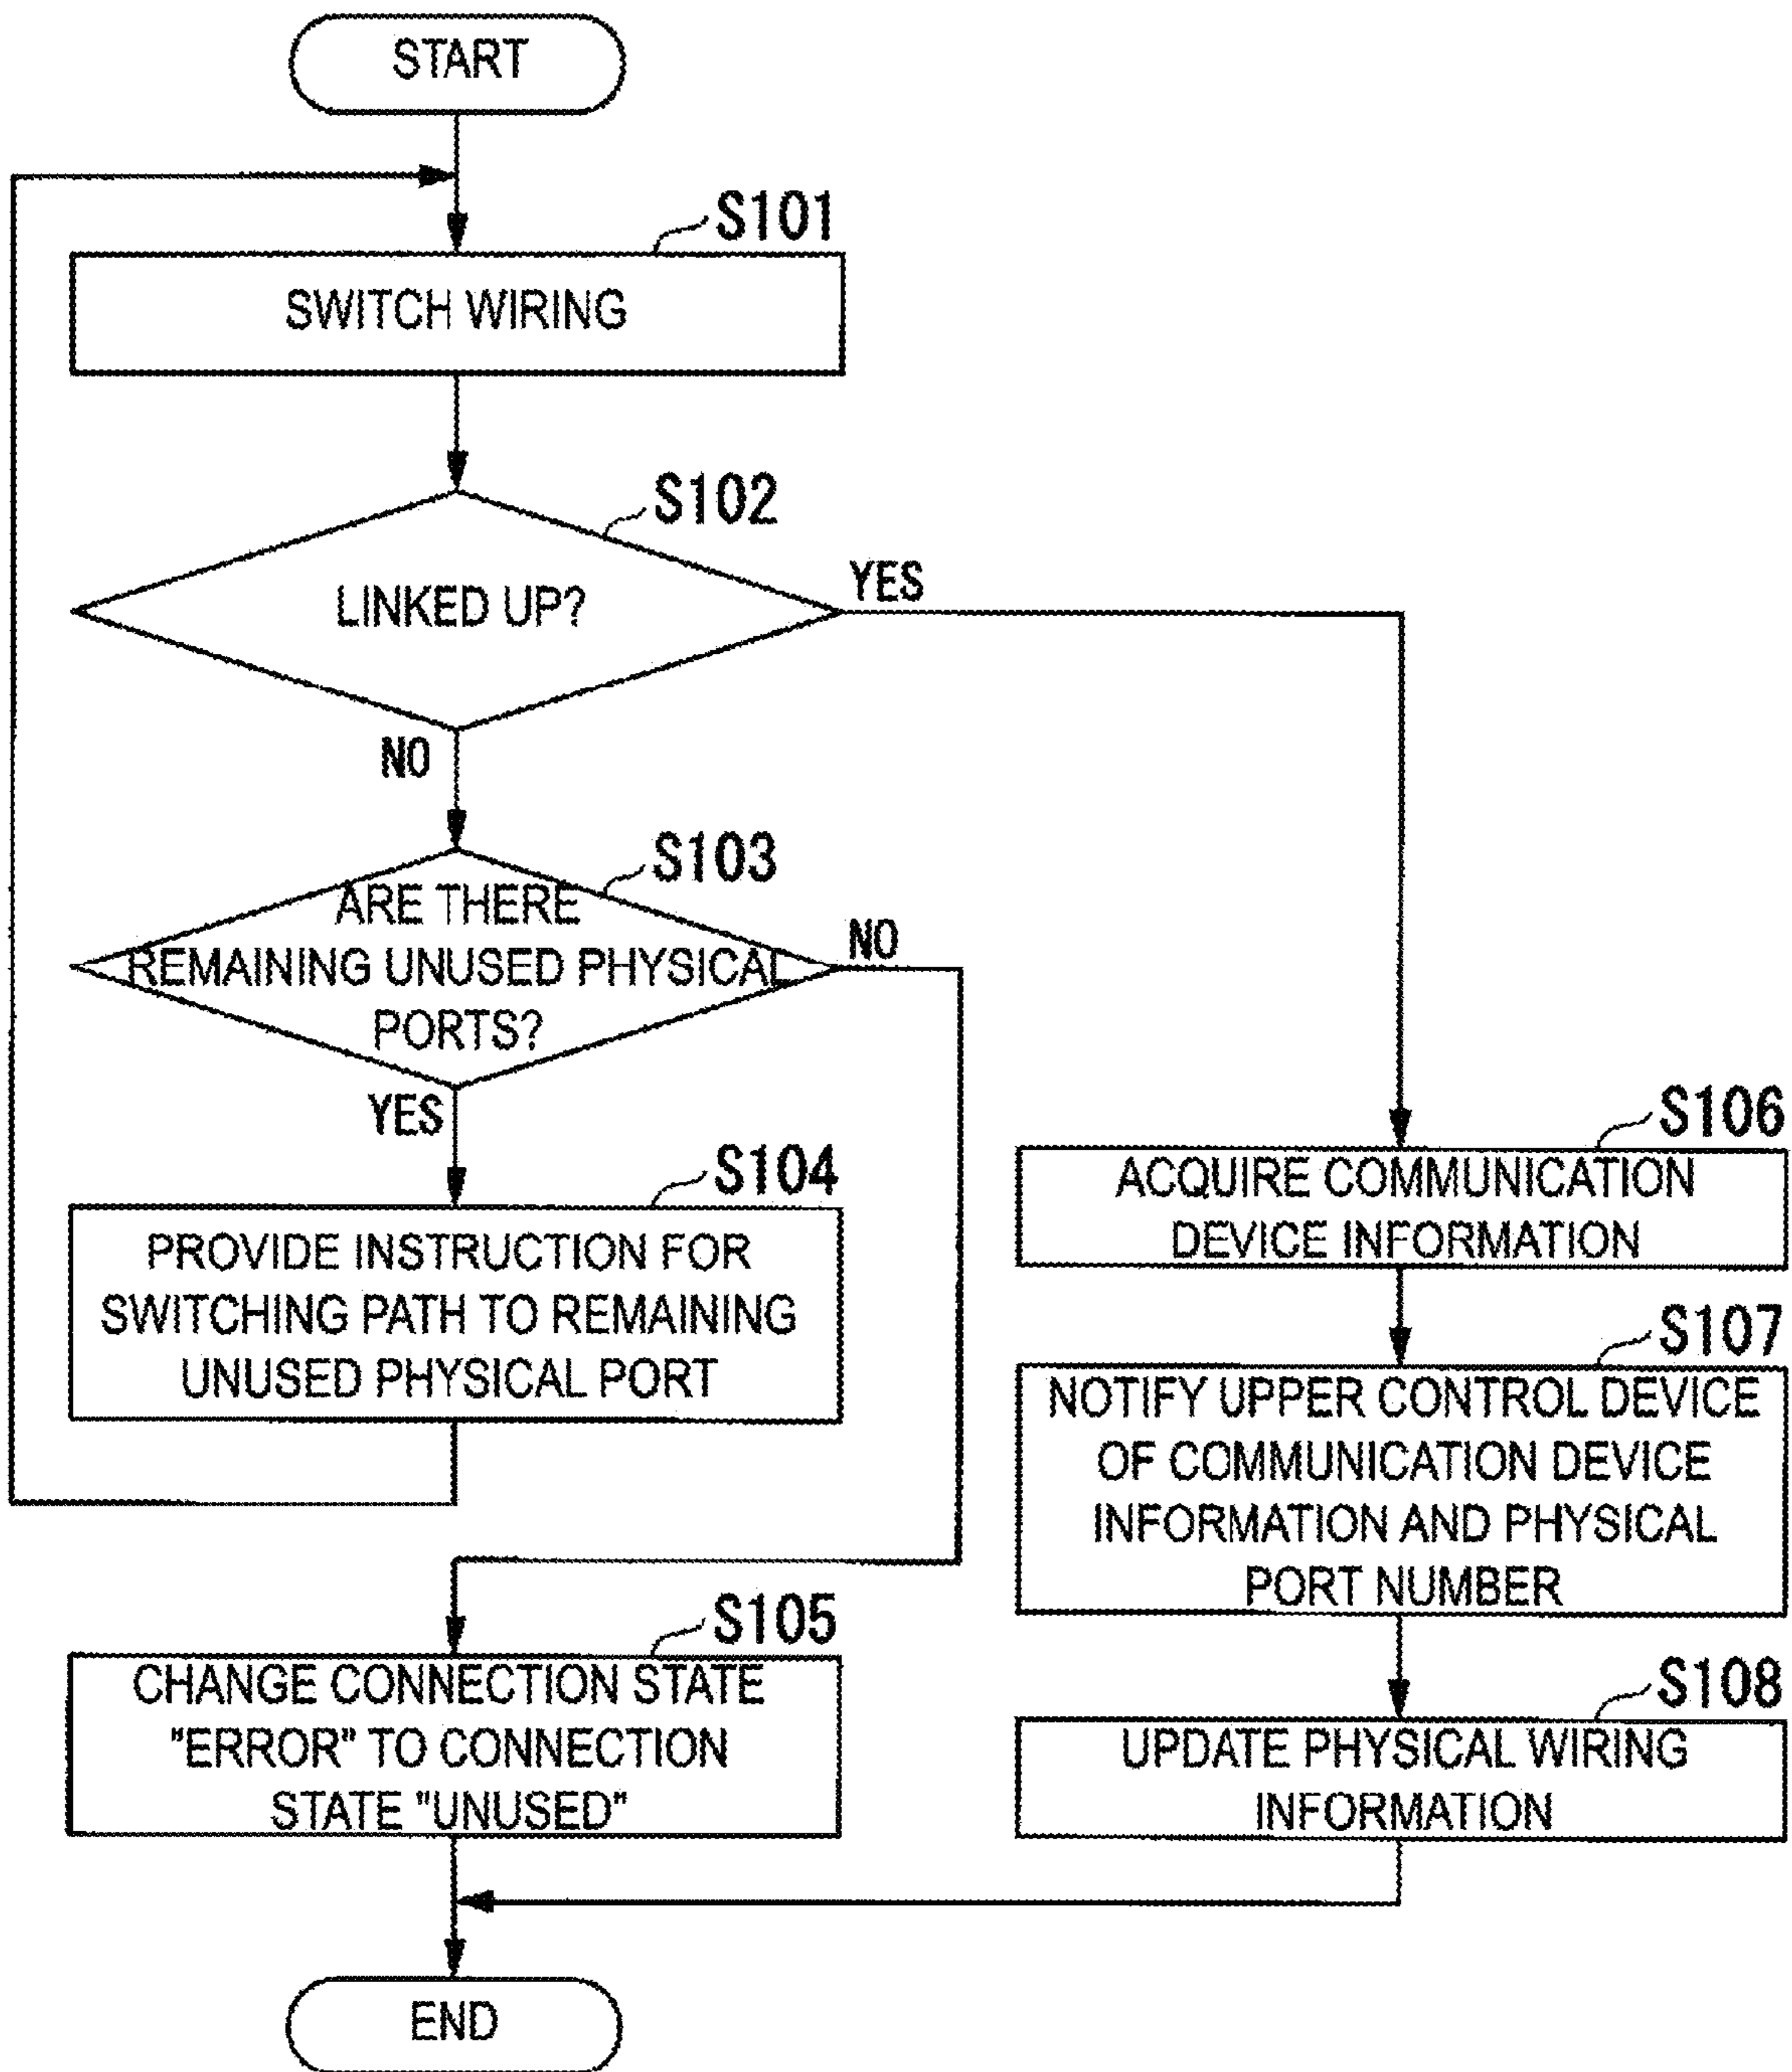 START
S101
SWITCH WIRING
S102
LINKED UP?
YES
NO
S103
ARE THERE
REMAINING UNUSED PHYSICAL
PORTS?
NO
YES
S104
PROVIDE INSTRUCTION FOR
SWITCHING PATH TO REMAINING
UNUSED PHYSICAL PORT
S105
CHANGE CONNECTION STATE
"ERROR" TO CONNECTION
STATE "UNUSED"
S106
ACQUIRE COMMUNICATION
DEVICE INFORMATION
S107
NOTIFY UPPER CONTROL DEVICE
OF COMMUNICATION DEVICE
INFORMATION AND PHYSICAL
PORT NUMBER
S108
UPDATE PHYSICAL WIRING
INFORMATION
END